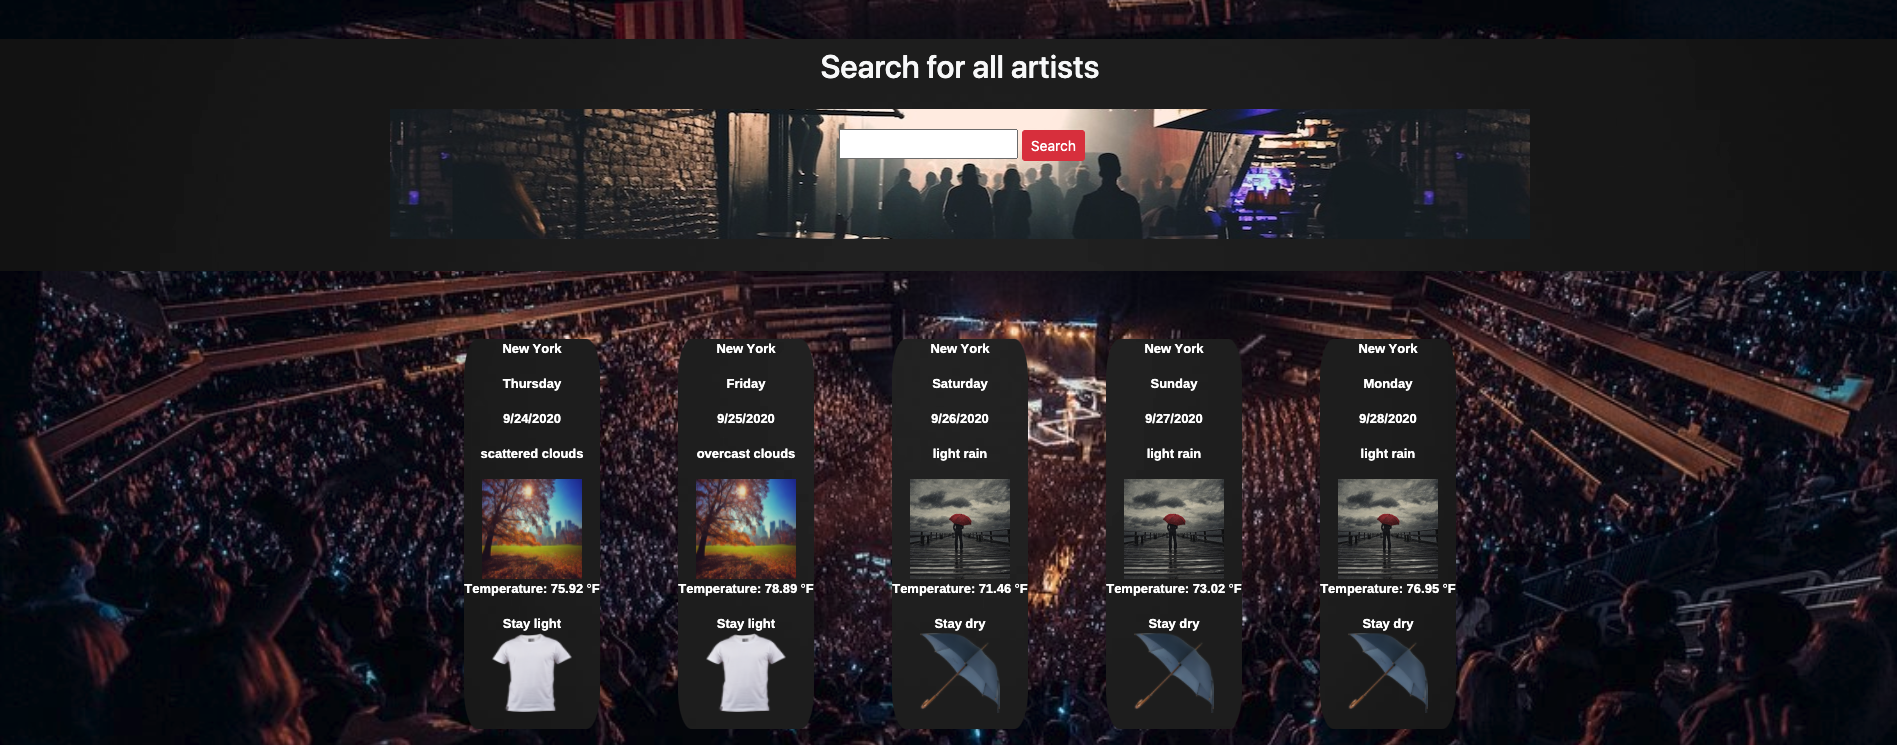 Search for all artists
Search
New York
Thursday
9/24/2020
scattered clouds
Temperature: 75.92 °F
Stay light
New York
Friday
9/25/2020
overcast clouds
Temperature: 78.89 °F
Stay light
New York
Saturday
9/26/2020
light rain
Temperature: 71.46 °F
Stay dry
New York
Sunday
9/27/2020
light rain
Temperature: 73.02 °F
Stay dry
New York
Monday
9/28/2020
light rain
Temperature: 76.95 °F
Stay dry